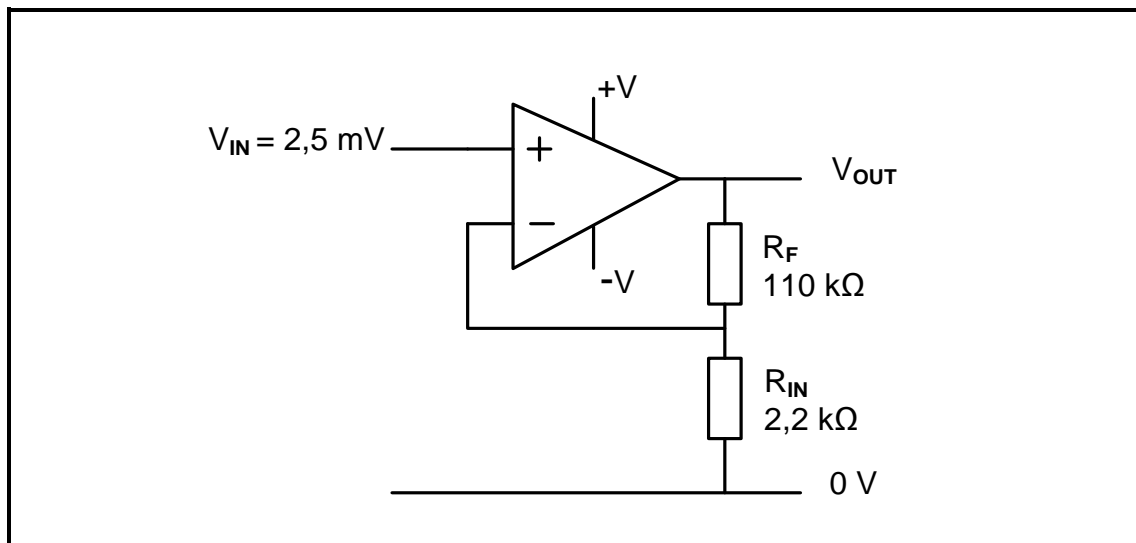 +V
V_IN = 2,5 mV
+
V_OUT
−
-V
R_F
110 kΩ
R_IN
2,2 kΩ
0 V